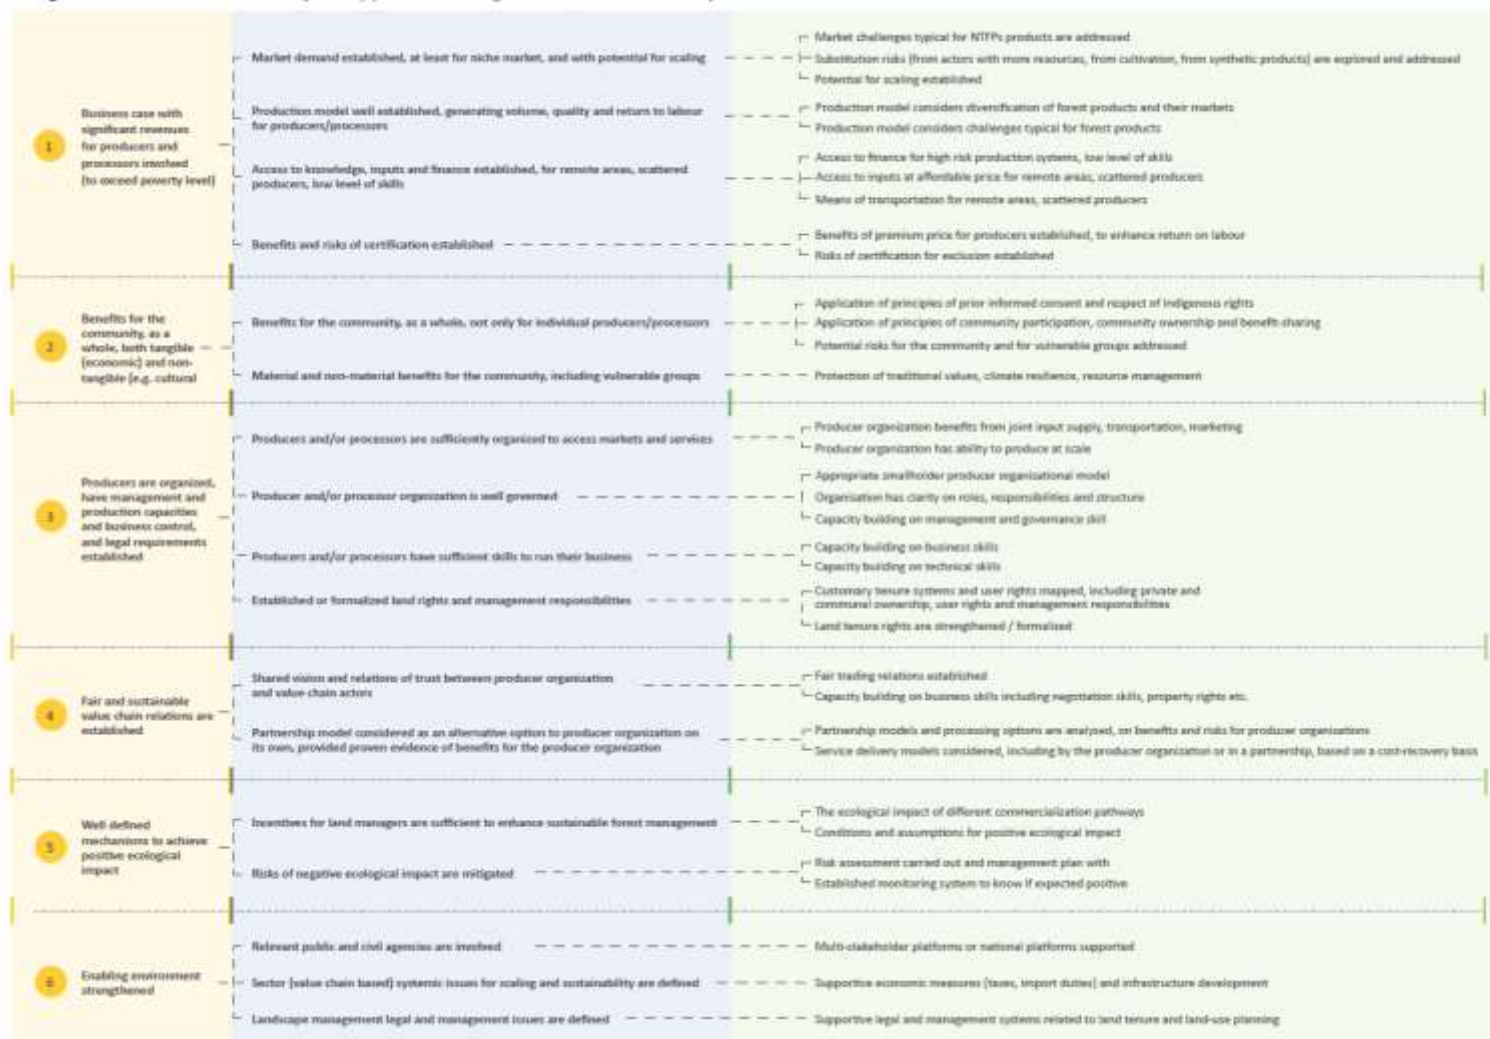 1
Business case with
significant revenues
for producers and
processors involved
(to exceed poverty level)
Market demand established, at least for niche market, and with potential for scaling
Market challenges typical for NTFPs products are addressed
Substitution risks (from actors with more resources, from cultivation, from synthetic products) are explored and addressed
Potential for scaling established
Production model well established, generating volume, quality and return to labour
for producers/processors
Production model considers diversification of forest products and their markets
Production model considers challenges typical for forest products
Access to knowledge, inputs and finance established, for remote areas, scattered
producers, low level of skills
Access to finance for high risk production systems, low level of skills
Access to inputs at affordable price for remote areas, scattered producers
Means of transportation for remote areas, scattered producers
Benefits and risks of certification established
Benefits of premium price for producers established, to enhance return on labour
Risks of certification for exclusion established
2
Benefits for the
community, as a
whole, both tangible
(economic) and non-
tangible (e.g. cultural
Benefits for the community, as a whole, not only for individual producers/processors
Application of principles of prior informed consent and respect of indigenous rights
Application of principles of community participation, community ownership and benefit-sharing
Potential risks for the community and for vulnerable groups addressed
Material and non-material benefits for the community, including vulnerable groups
Protection of traditional values, climate resilience, resource management
3
Producers are organized,
have management and
production capacities
and business control,
and legal requirements
established
Producers and/or processors are sufficiently organized to access markets and services
Producer organization benefits from joint input supply, transportation, marketing
Producer organization has ability to produce at scale
Producer and/or processor organization is well governed
Appropriate smallholder producer organizational model
Organisation has clarity on roles, responsibilities and structure
Capacity building on management and governance skill
Producers and/or processors have sufficient skills to run their business
Capacity building on business skills
Capacity building on technical skills
Established or formalized land rights and management responsibilities
Customary tenure systems and user rights mapped, including private and
communal ownership, user rights and management responsibilities
Land tenure rights are strengthened / formalised
4
Fair and sustainable
value chain relations are
established
Shared vision and relations of trust between producer organization
and value chain actors
Fair trading relations established
Capacity building on business skills including negotiation skills, property rights etc.
Partnership model considered as an alternative option to producer organization on
its own, provided proven evidence of benefits for the producer organization
Partnership models and processing options are analysed, on benefits and risks for producer organisations
Service delivery models considered, including by the producer organization or in a partnership, based on a cost-recovery basis
5
Well defined
mechanisms to achieve
positive ecological
impact
Incentives for land managers are sufficient to enhance sustainable forest management
The ecological impact of different commercialization pathways
Conditions and assumptions for positive ecological impact
Risks of negative ecological impact are mitigated
Risk assessment carried out and management plan with
Established monitoring system to know if expected positive
6
Enabling environment
strengthened
Relevant public and civil agencies are involved
Multi-stakeholder platforms or national platforms supported
Sector (value chain based) systemic issues for scaling and sustainability are defined
Supportive economic measures (taxes, import duties) and infrastructure development
Landscape management legal and management issues are defined
Supportive legal and management systems related to land tenure and land-use planning